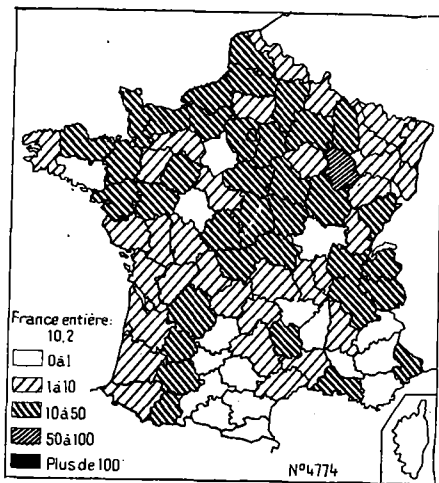 France entière:
10,2
0 à 1
1 à 10
10 à 50
50 à 100
Plus de 100
N°4774